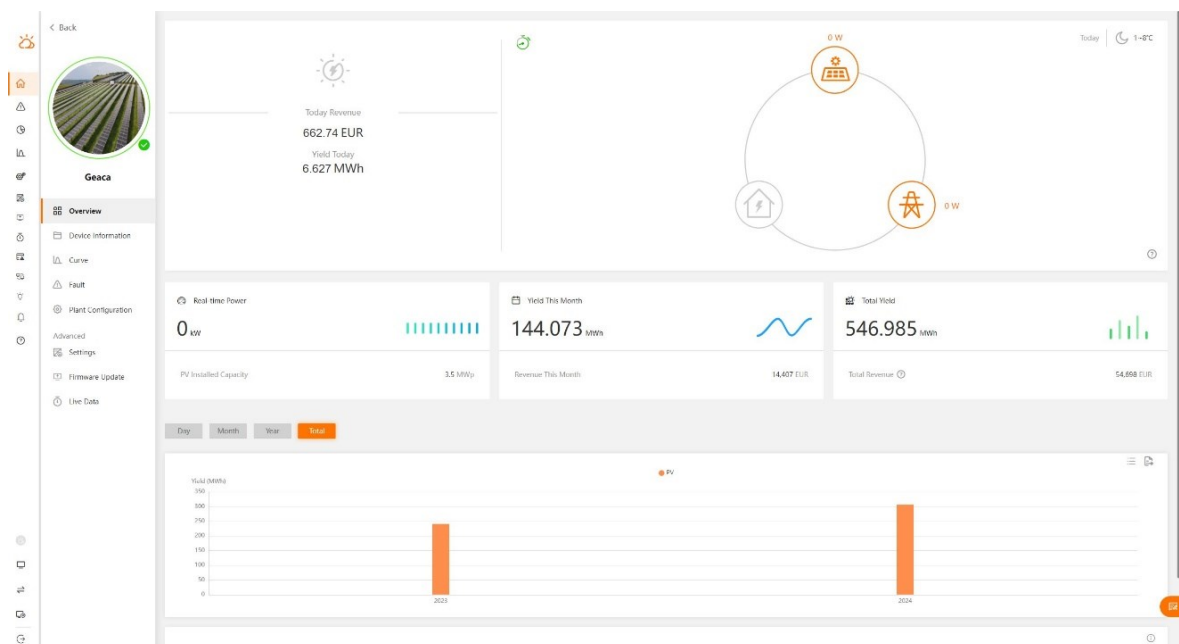 Back
Geaca
Overview
Device Information
Curve
Fault
Plant Configuration
Advanced
Settings
Firmware Update
Live Data
Today Revenue
662.74 EUR
Yield Today
6.627 MWh
0 W
0 W
Today
1~8°C
Real-time Power
0 kW
PV Installed Capacity 3.5 MWp
Yield This Month
144.073 MWh
Revenue This Month 14,407 EUR
Total Yield
546.985 MWh
Total Revenue 54,698 EUR
Day Month Year Total
PV
Yield (MWh)
350
300
250
200
150
100
50
0
2023 2024